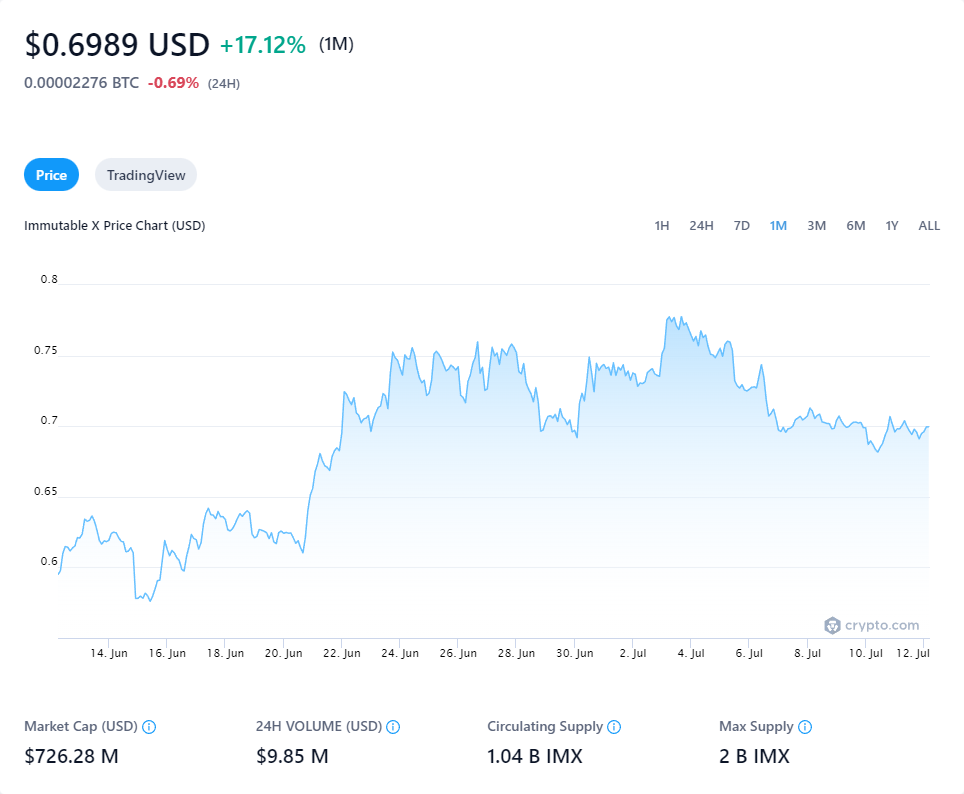 $0.6989 USD +17.12% (1M)
0.00002276 BTC -0.69% (24H)
Price TradingView
Immutable X Price Chart (USD) 1H 24H 7D 1M 3M 6M 1Y ALL
0.8
0.75
0.7
0.65
0.6
crypto.com
14. Jun 16. Jun 18. Jun 20. Jun 22. Jun 24. Jun 26. Jun 28. Jun 30. Jun 2. Jul 4. Jul 6. Jul 8. Jul 10. Jul 12. Jul
Market Cap (USD) 24H VOLUME (USD) Circulating Supply Max Supply
$726.28 M $9.85 M 1.04 B IMX 2 B IMX